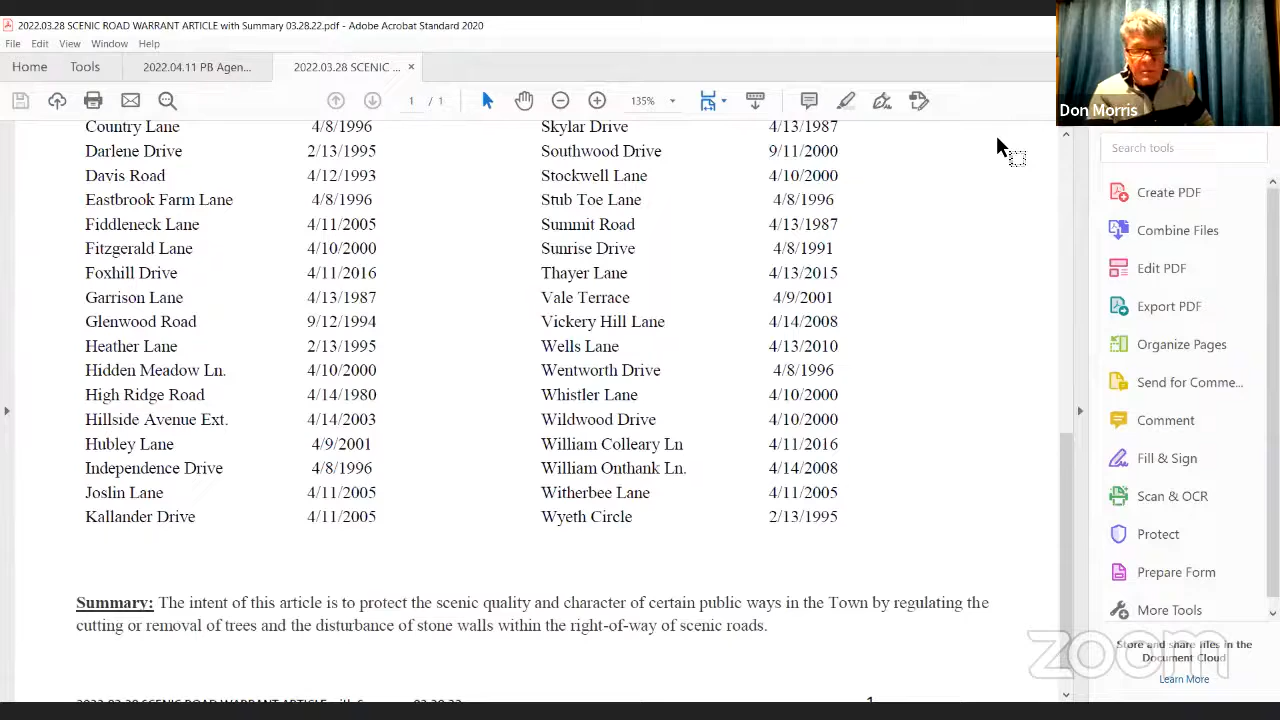 2022.03.28 SCENIC ROAD WARRANT ARTICLE with Summary 03.28.22.pdf - Adobe Acrobat Standard 2020
File Edit View Window Help
Home Tools 2022.04.11 PB Agen... 2022.03.28 SCENIC ... ×
1 / 1 135%
Don Morris
Country Lane 4/8/1996 Skylar Drive 4/13/1987
Darlene Drive 2/13/1995 Southwood Drive 9/11/2000
Davis Road 4/12/1993 Stockwell Lane 4/10/2000
Eastbrook Farm Lane 4/8/1996 Stub Toe Lane 4/8/1996
Fiddleneck Lane 4/11/2005 Summit Road 4/13/1987
Fitzgerald Lane 4/10/2000 Sunrise Drive 4/8/1991
Foxhill Drive 4/11/2016 Thayer Lane 4/13/2015
Garrison Lane 4/13/1987 Vale Terrace 4/9/2001
Glenwood Road 9/12/1994 Vickery Hill Lane 4/14/2008
Heather Lane 2/13/1995 Wells Lane 4/13/2010
Hidden Meadow Ln. 4/10/2000 Wentworth Drive 4/8/1996
High Ridge Road 4/14/1980 Whistler Lane 4/10/2000
Hillside Avenue Ext. 4/14/2003 Wildwood Drive 4/10/2000
Hubley Lane 4/9/2001 William Colleary Ln 4/11/2016
Independence Drive 4/8/1996 William Onthank Ln. 4/14/2008
Joslin Lane 4/11/2005 Witherbee Lane 4/11/2005
Kallander Drive 4/11/2005 Wyeth Circle 2/13/1995
Summary: The intent of this article is to protect the scenic quality and character of certain public ways in the Town by regulating the
cutting or removal of trees and the disturbance of stone walls within the right-of-way of scenic roads.
Search tools
Create PDF
Combine Files
Edit PDF
Export PDF
Organize Pages
Send for Comme...
Comment
Fill & Sign
Scan & OCR
Protect
Prepare Form
More Tools
Store and share files in the
Document Cloud
Learn More
zoom